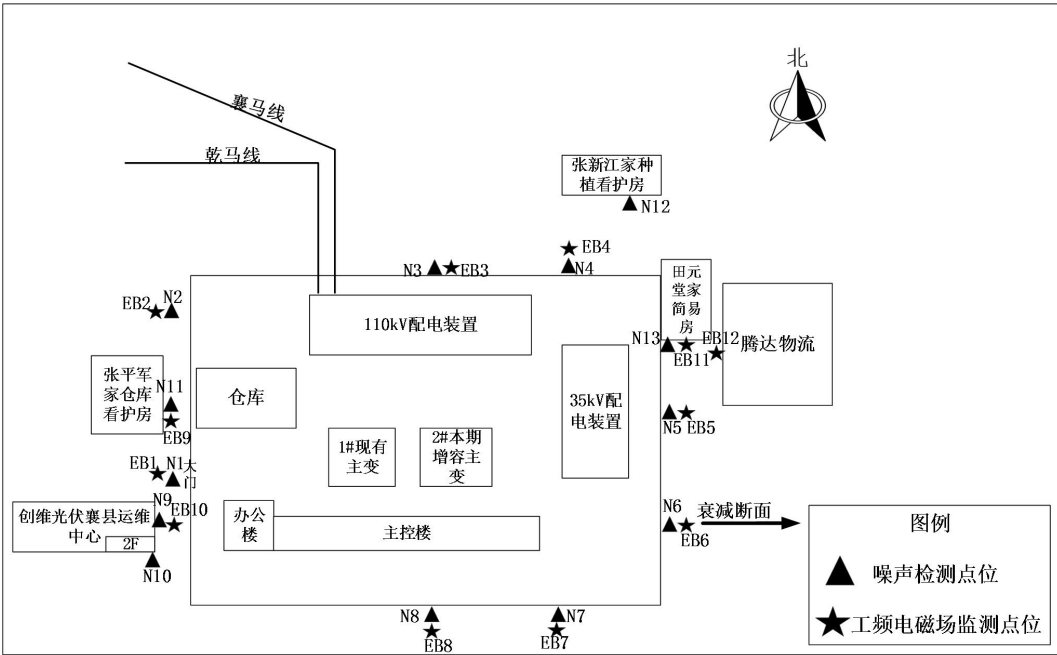 北
襄马线
乾马线
张新江家种
植看护房
N12
EB4
N3
EB3
N4
田元
堂家
简易
房
EB2
N2
110kV配电装置
N13
EB12
EB11
腾达物流
张平军
家仓库
看护房
N11
EB9
仓库
35kV配
电装置
N5
EB5
1#现有
主变
2#本期
增容主
变
EB1
N1
大
门
N9
EB10
创维光伏襄县运维
中心
2F
N10
办公
楼
主控楼
N6
EB6
衰减断面
图例
噪声检测点位
工频电磁场监测点位
N8
EB8
N7
EB7